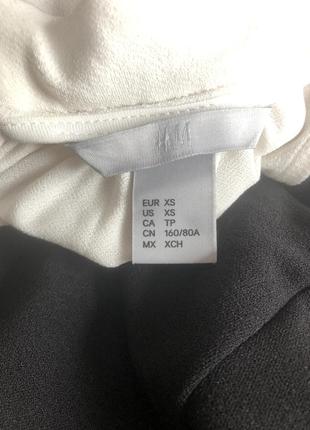 H&M
EUR XS
US XS
CA TP
CN 160/80A
MX XCH